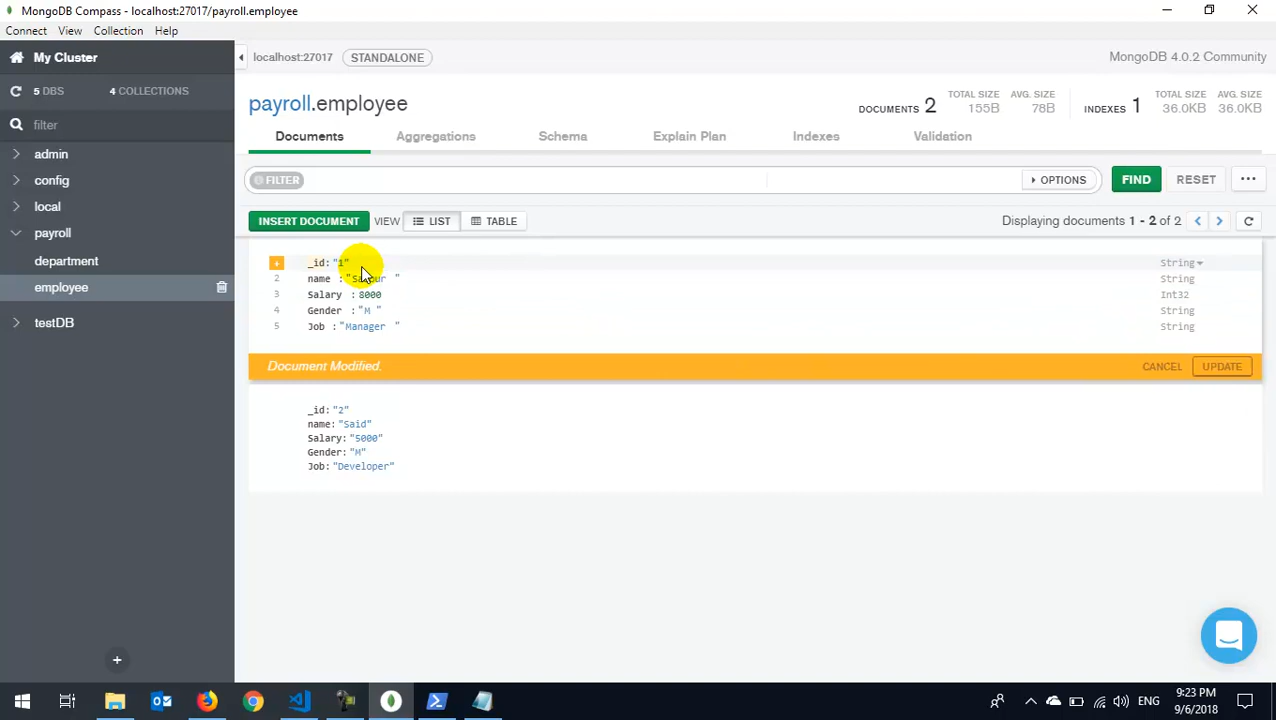 MongoDB Compass - localhost:27017/payroll.employee
Connect View Collection Help
My Cluster
localhost:27017 STANDALONE
MongoDB 4.0.2 Community
5 DBS 4 COLLECTIONS
filter
admin
config
local
payroll
department
employee
testDB
payroll.employee
DOCUMENTS 2
TOTAL SIZE AVG. SIZE
155B 78B
INDEXES 1
TOTAL SIZE AVG. SIZE
36.0KB 36.0KB
Documents Aggregations Schema Explain Plan Indexes Validation
FILTER
OPTIONS FIND RESET ...
INSERT DOCUMENT VIEW LIST TABLE
Displaying documents 1 - 2 of 2
_id: "1" String
2 name : String
3 Salary : 8000 Int32
4 Gender : "M " String
5 Job : "Manager " String
Document Modified. CANCEL UPDATE
_id: "2"
name: "Said"
Salary: "5000"
Gender: "M"
Job: "Developer"
ENG
9:23 PM
9/6/2018